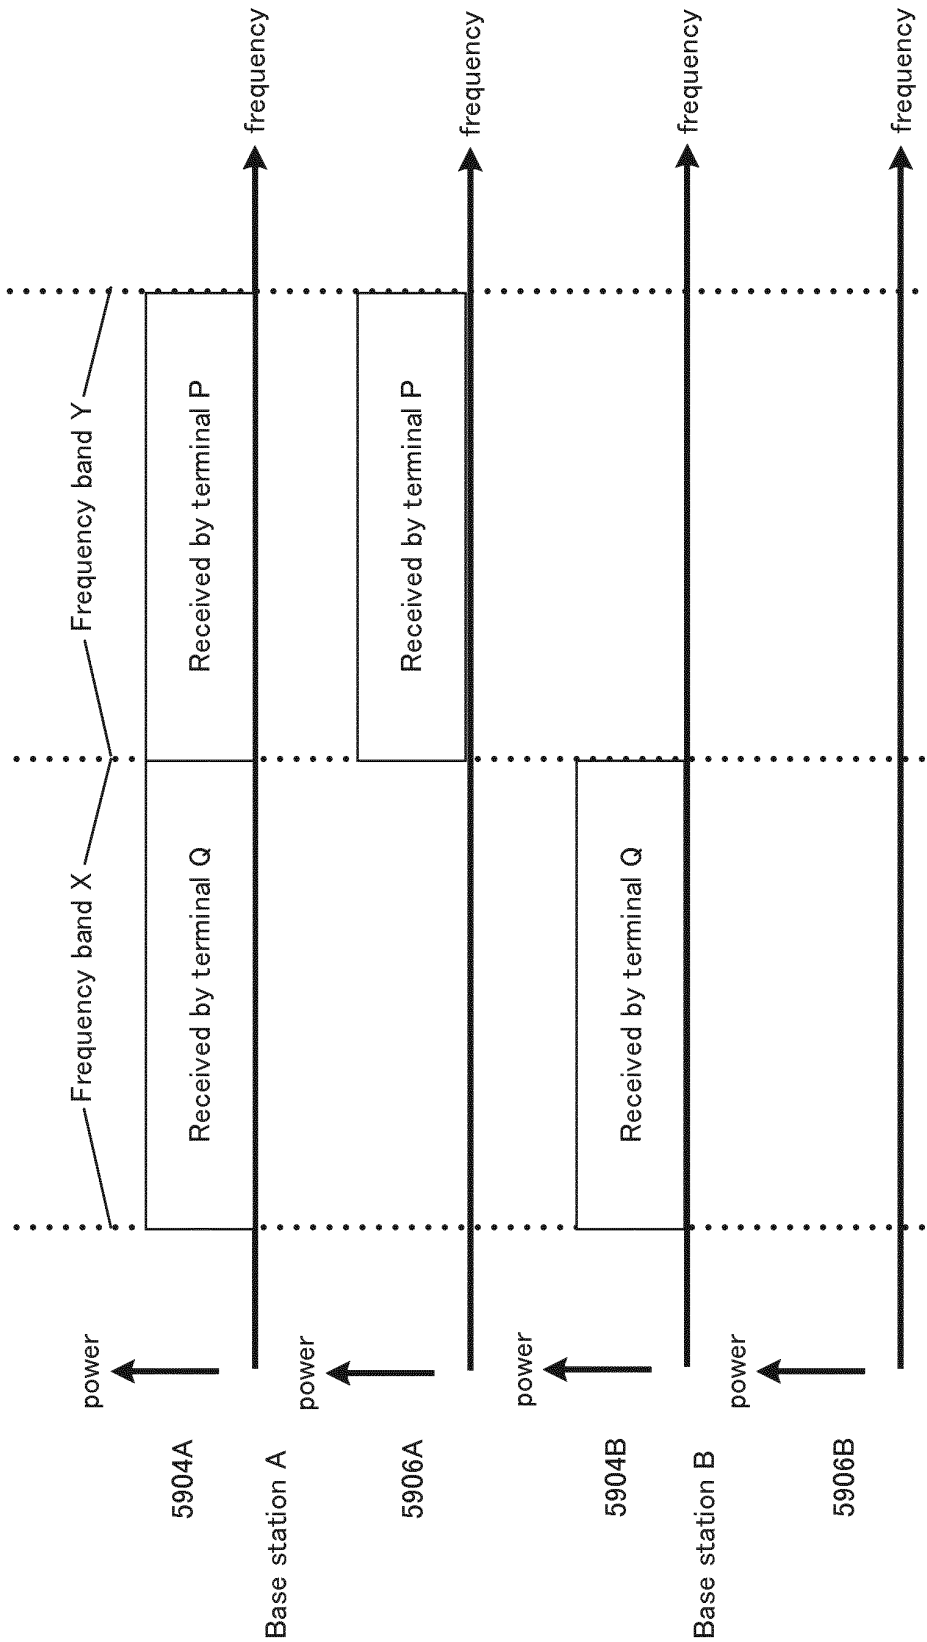 Frequency band X
Frequency band Y
power
5904A
Received by terminal Q
Received by terminal P
frequency
Base station A
power
5906A
Received by terminal P
frequency
power
5904B
Received by terminal Q
frequency
Base station B
power
5906B
frequency